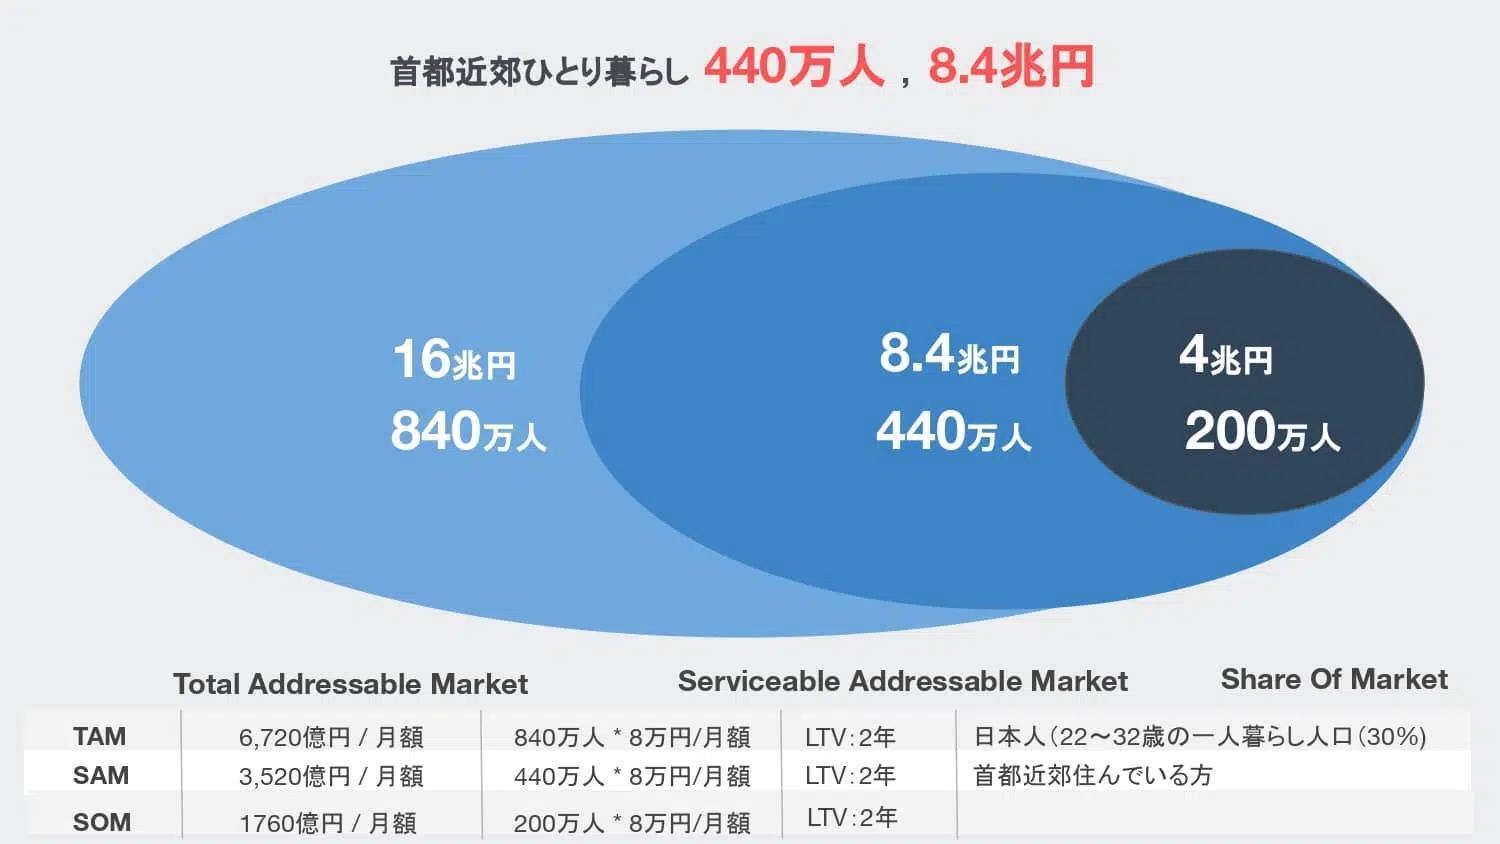 首都近郊ひとり暮らし 440万人 , 8.4兆円
16兆円
840万人
8.4兆円
440万人
4兆円
200万人
Total Addressable Market
Serviceable Addressable Market
Share Of Market
TAM 6,720億円 / 月額 840万人 * 8万円/月額 LTV：2年 日本人（22〜32歳の一人暮らし人口（30%)
SAM 3,520億円 / 月額 440万人 * 8万円/月額 LTV：2年 首都近郊住んでいる方
SOM 1760億円 / 月額 200万人 * 8万円/月額 LTV：2年